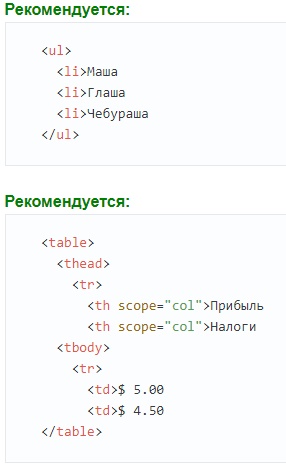 Рекомендуется:
<ul>
  <li>Маша
  <li>Глаша
  <li>Чебураша
</ul>
Рекомендуется:
<table>
  <thead>
    <tr>
      <th scope="col">Прибыль
      <th scope="col">Налоги
  <tbody>
    <tr>
      <td>$ 5.00
      <td>$ 4.50
</table>